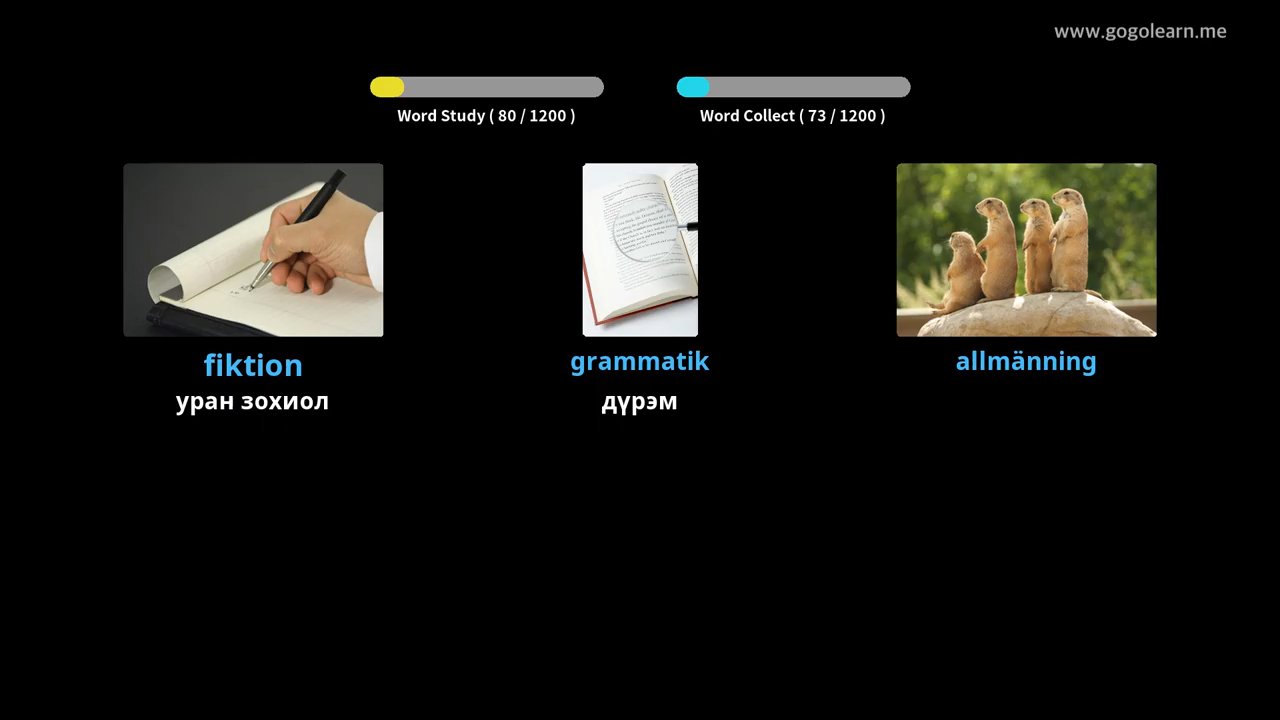 www.gogolearn.me
Word Study ( 80 / 1200 )
Word Collect ( 73 / 1200 )
fiktion
уран зохиол
grammatik
дүрэм
allmänning